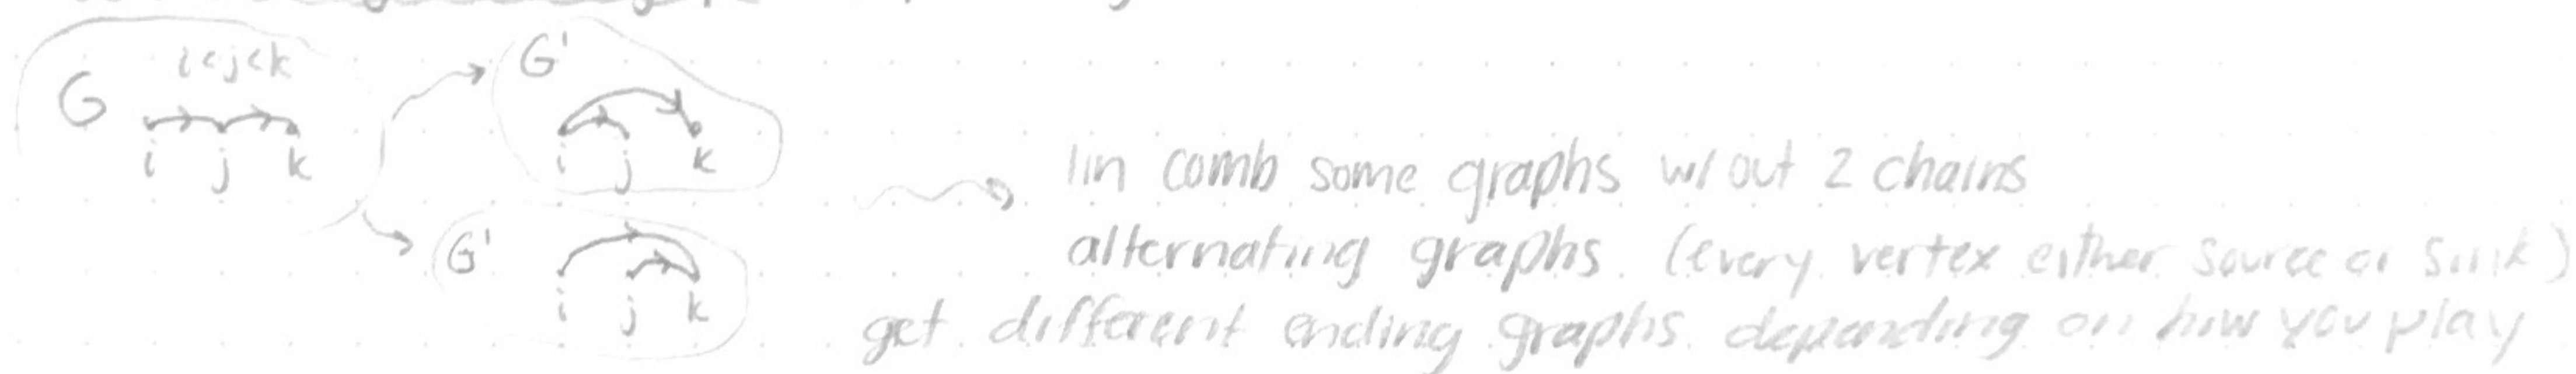 G i<j<k
i j k
G'
i j k
G'
i j k
lin comb some graphs w/out 2 chains
alternating graphs (every vertex either source or sink)
get different ending graphs depending on how you play